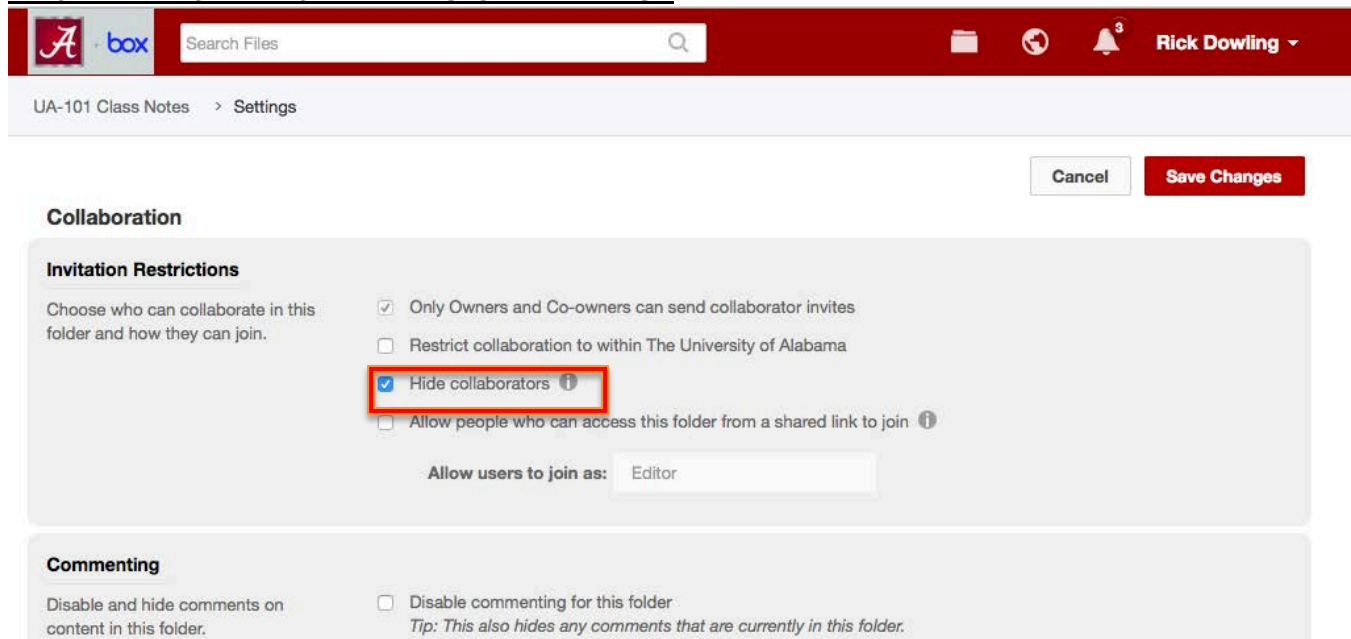 A box Search Files 3 Rick Dowling
UA-101 Class Notes > Settings
Cancel Save Changes
Collaboration
Invitation Restrictions
Choose who can collaborate in this
folder and how they can join.
Only Owners and Co-owners can send collaborator invites
Restrict collaboration to within The University of Alabama
Hide collaborators i
Allow people who can access this folder from a shared link to join i
Allow users to join as: Editor
Commenting
Disable and hide comments on
content in this folder.
Disable commenting for this folder
Tip: This also hides any comments that are currently in this folder.